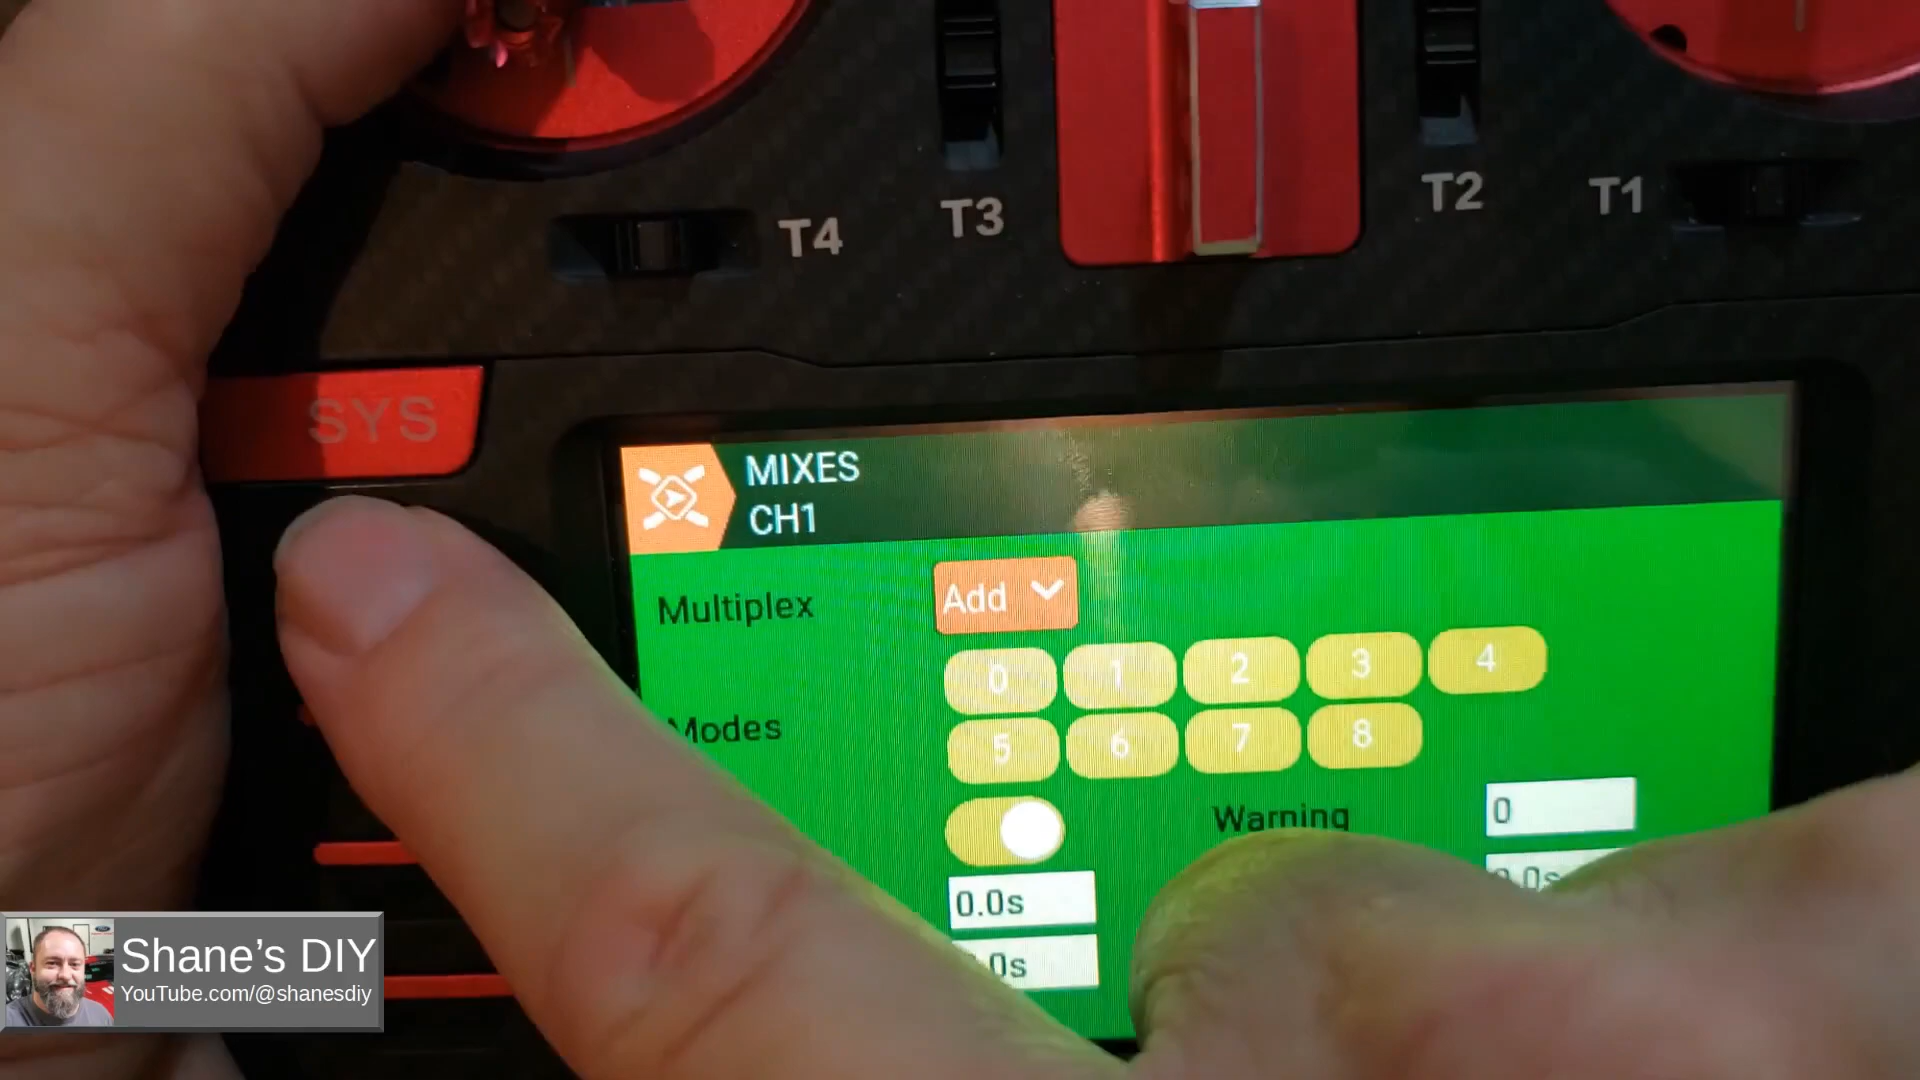 T4
T3
T2
T1
SYS
MIXES
CH1
Multiplex
Add
0 1 2 3 4
Modes
5 6 7 8
Warning
0
0.0s
0.0s
Shane's DIY
YouTube.com/@shanesdiy